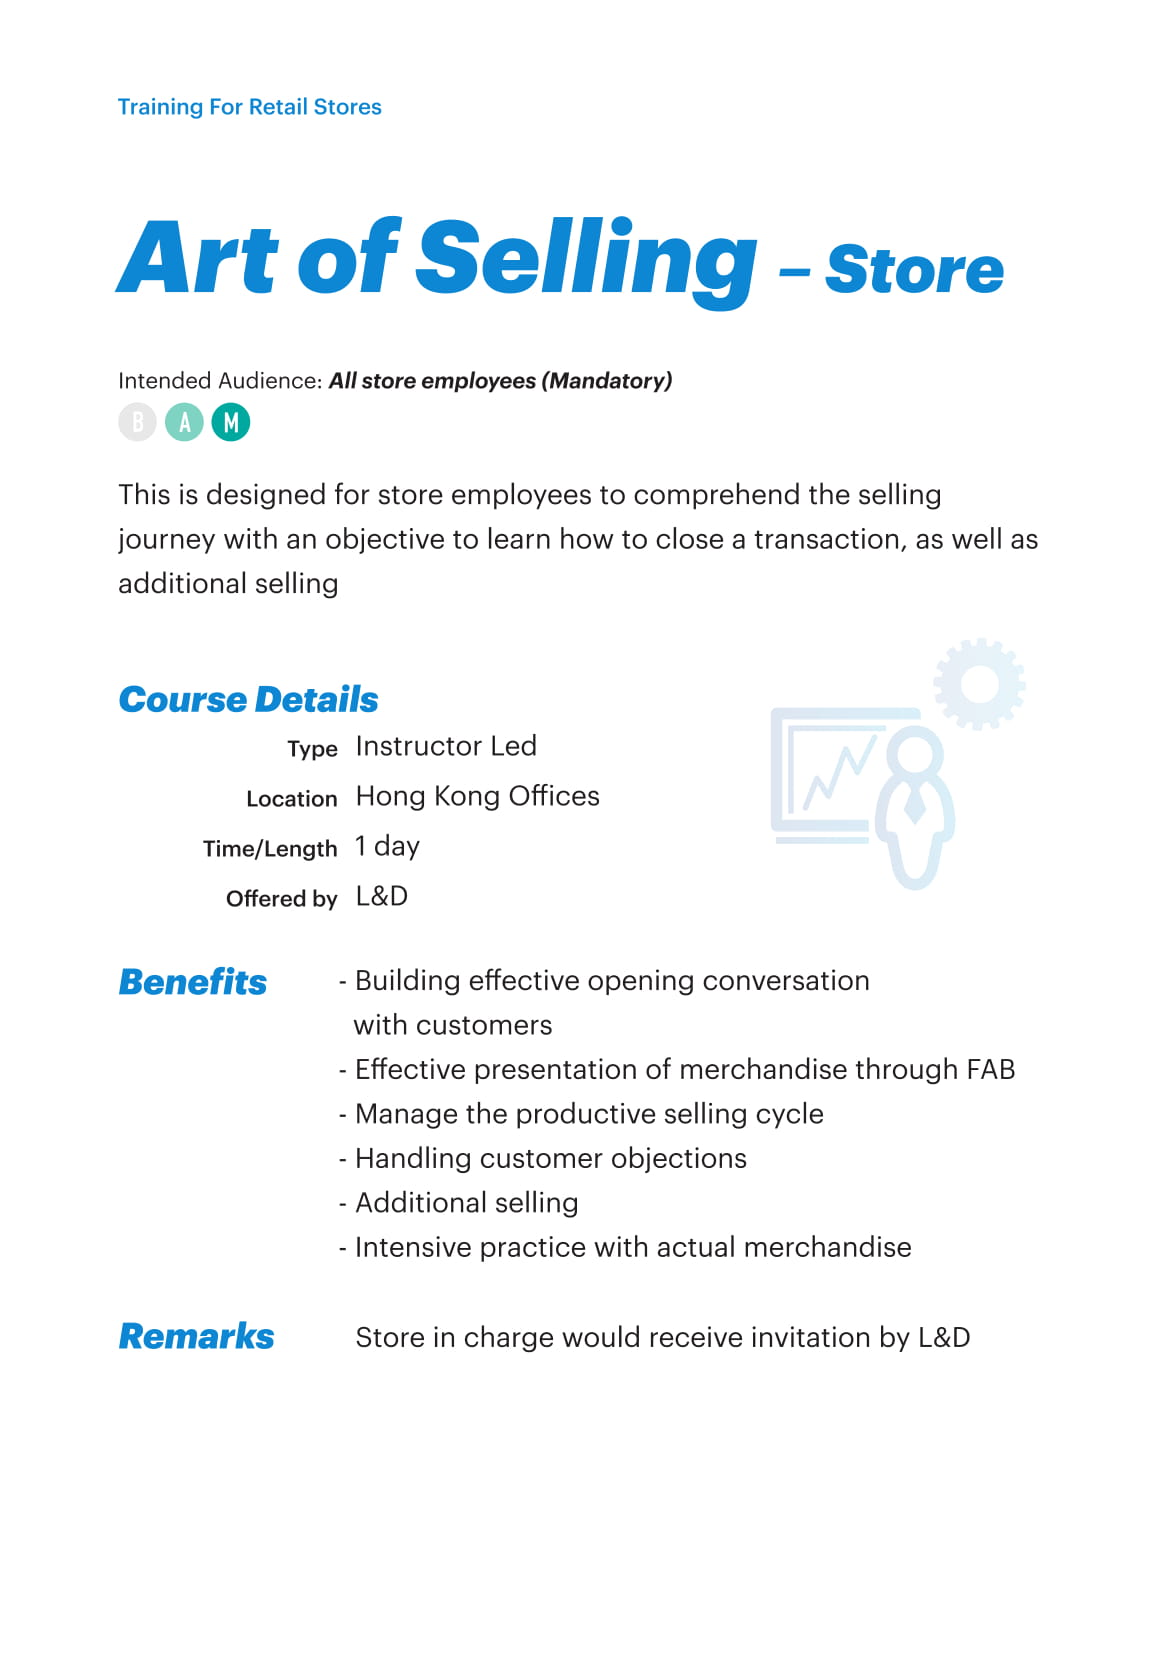 Training For Retail Stores
Art of Selling – Store
Intended Audience: All store employees (Mandatory)
B A M
This is designed for store employees to comprehend the selling
journey with an objective to learn how to close a transaction, as well as
additional selling
Course Details
Type Instructor Led
Location Hong Kong Offices
Time/Length 1 day
Offered by L&D
Benefits - Building effective opening conversation
with customers
- Effective presentation of merchandise through FAB
- Manage the productive selling cycle
- Handling customer objections
- Additional selling
- Intensive practice with actual merchandise
Remarks Store in charge would receive invitation by L&D